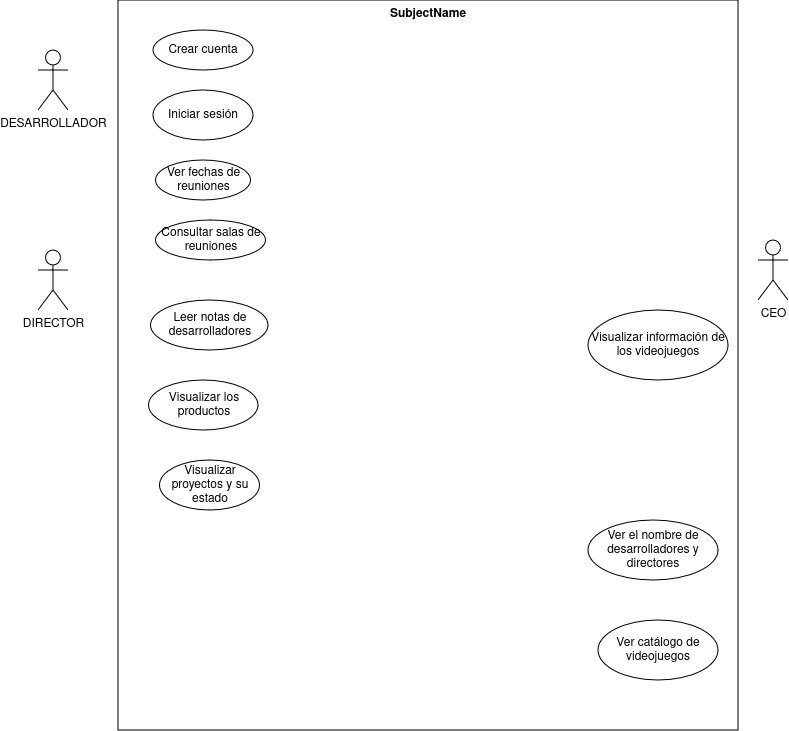 SubjectName
Crear cuenta
DESARROLLADOR
Iniciar sesión
Ver fechas de
reuniones
Consultar salas de
reuniones
DIRECTOR
CEO
Leer notas de
desarrolladores
Visualizar información de
los videojuegos
Visualizar los
productos
Visualizar
proyectos y su
estado
Ver el nombre de
desarrolladores y
directores
Ver catálogo de
videojuegos